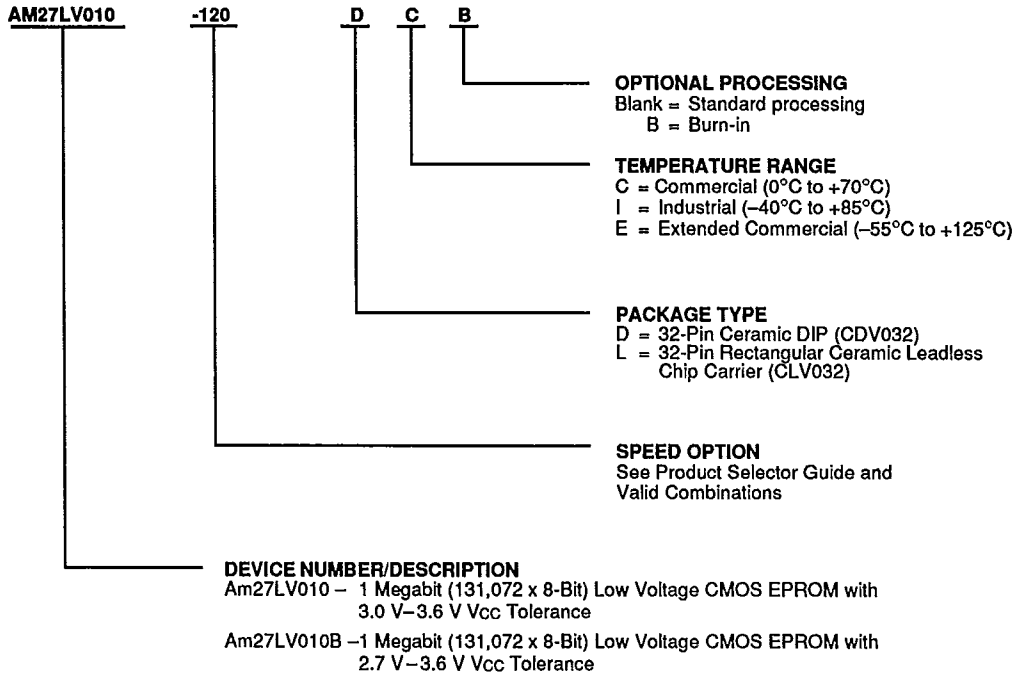 AM27LV010 -120 D C B
OPTIONAL PROCESSING
Blank = Standard processing
B = Burn-in
TEMPERATURE RANGE
C = Commercial (0°C to +70°C)
I = Industrial (–40°C to +85°C)
E = Extended Commercial (–55°C to +125°C)
PACKAGE TYPE
D = 32-Pin Ceramic DIP (CDV032)
L = 32-Pin Rectangular Ceramic Leadless
Chip Carrier (CLV032)
SPEED OPTION
See Product Selector Guide and
Valid Combinations
DEVICE NUMBER/DESCRIPTION
Am27LV010 – 1 Megabit (131,072 x 8-Bit) Low Voltage CMOS EPROM with
3.0 V–3.6 V VCC Tolerance
Am27LV010B –1 Megabit (131,072 x 8-Bit) Low Voltage CMOS EPROM with
2.7 V–3.6 V VCC Tolerance